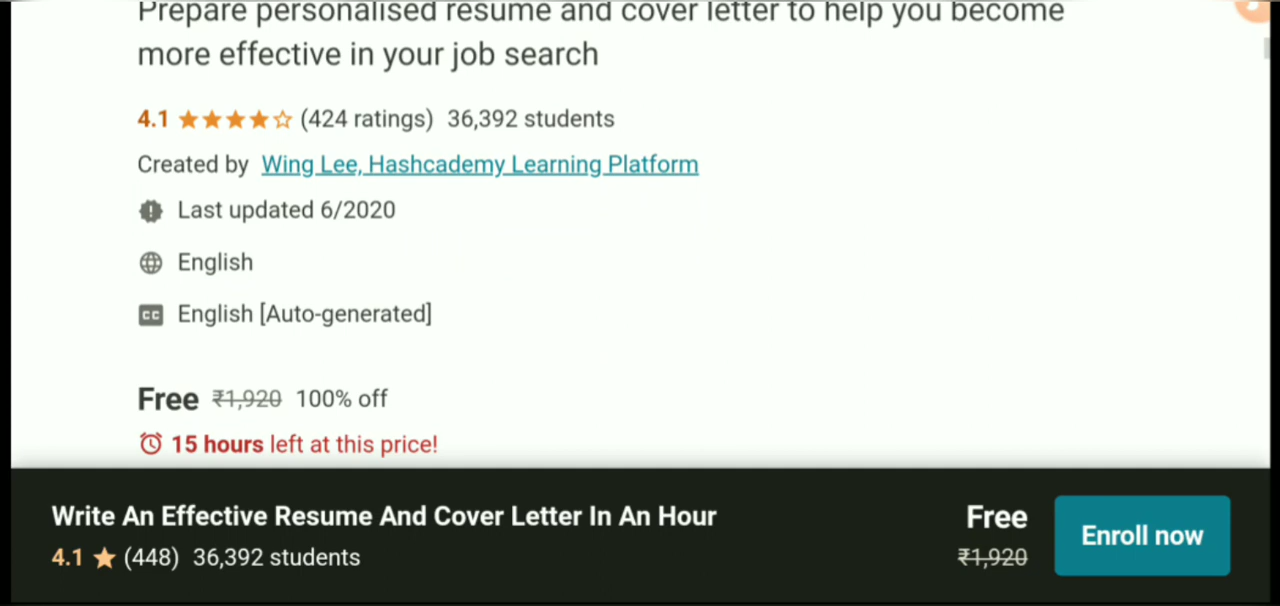 Prepare personalised resume and cover letter to help you become
more effective in your job search
4.1 (424 ratings) 36,392 students
Created by Wing Lee, Hashcademy Learning Platform
Last updated 6/2020
English
CC English [Auto-generated]
Free ₹1,920 100% off
15 hours left at this price!
Write An Effective Resume And Cover Letter In An Hour
4.1 (448) 36,392 students
Free
₹1,920
Enroll now